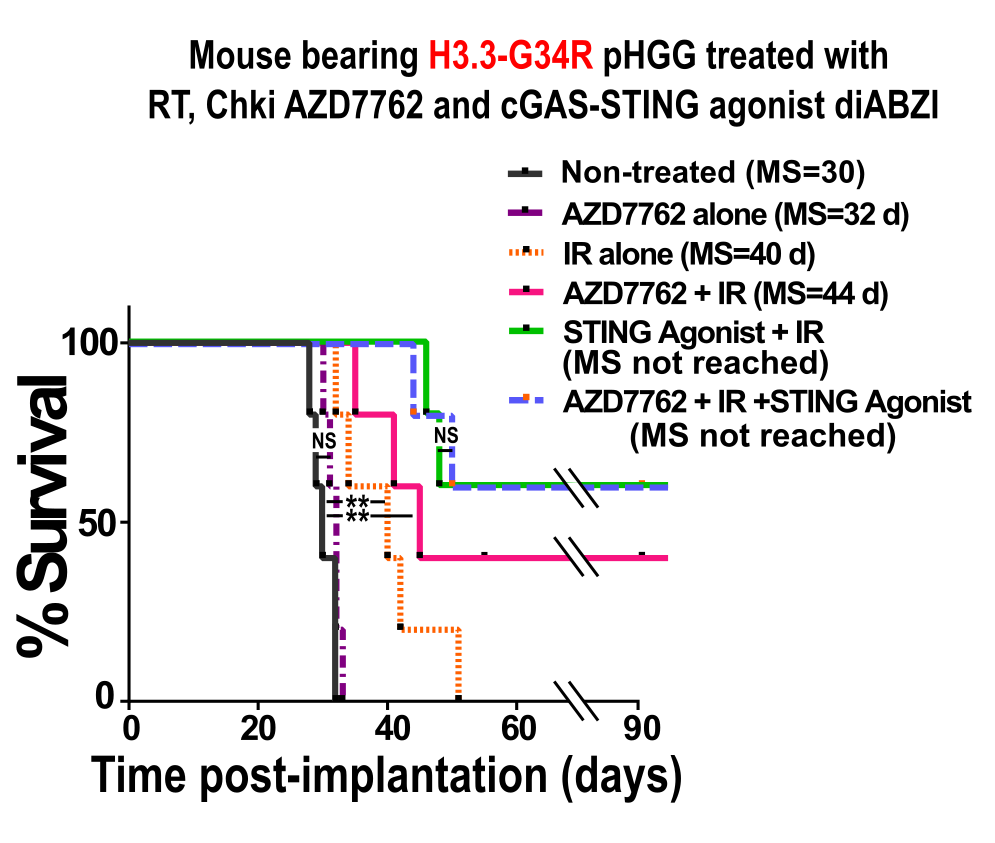 Mouse bearing H3.3-G34R pHGG treated with
RT, Chki AZD7762 and cGAS-STING agonist diABZI
Non-treated (MS=30)
AZD7762 alone (MS=32 d)
IR alone (MS=40 d)
AZD7762 + IR (MS=44 d)
STING Agonist + IR
(MS not reached)
AZD7762 + IR +STING Agonist
(MS not reached)
% Survival
100
50
0
NS
NS
**
**
0 20 40 60 90
Time post-implantation (days)